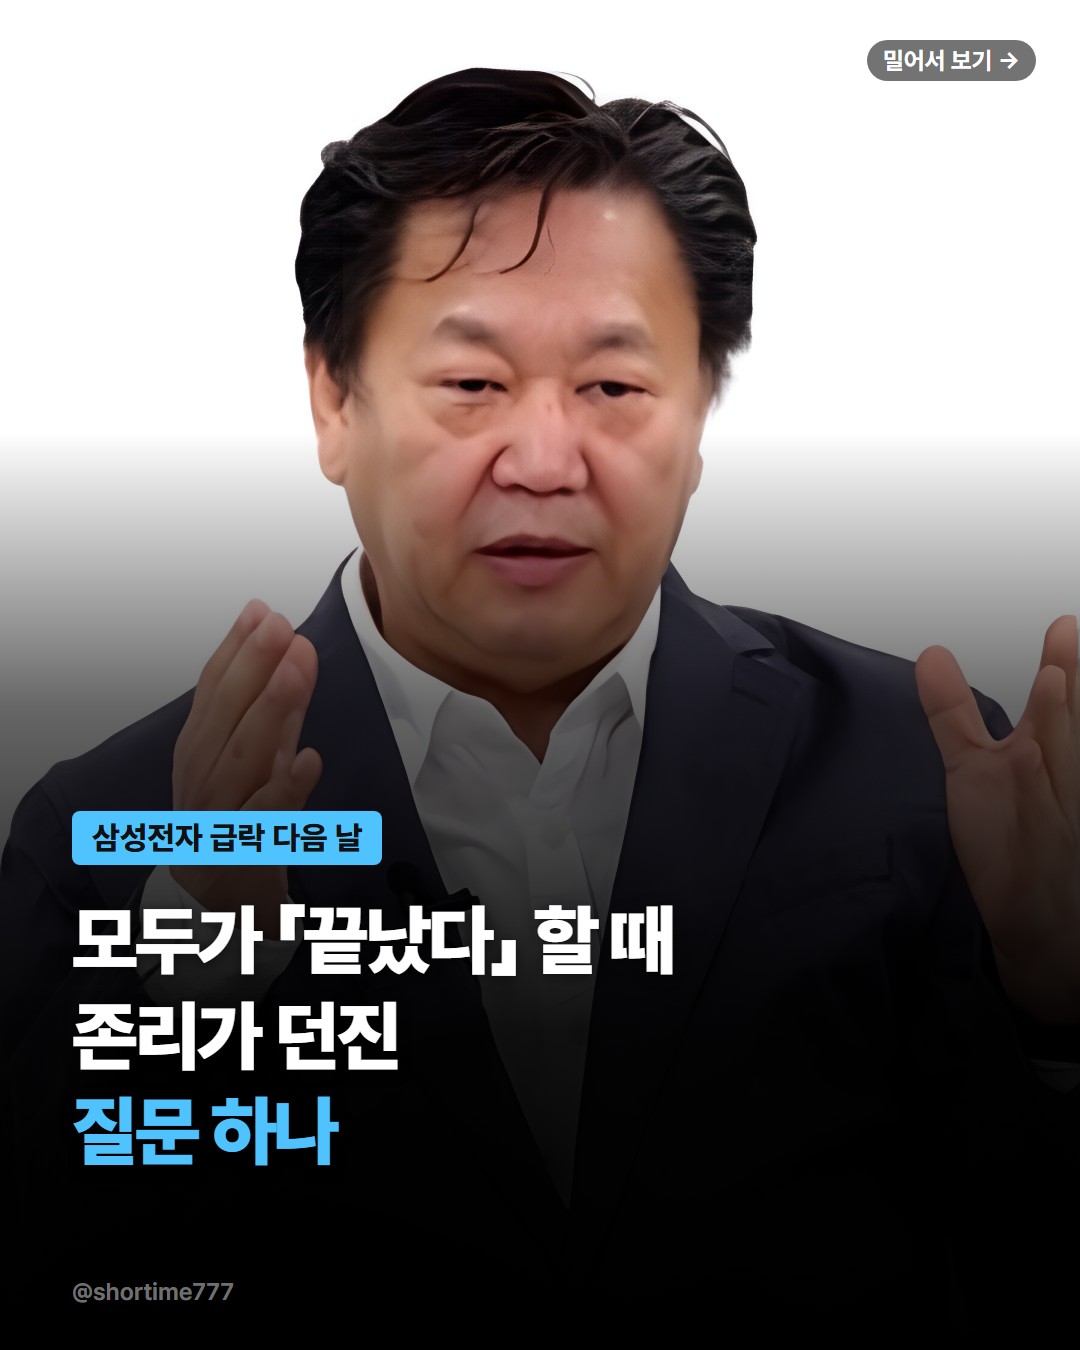 밀어서 보기 →
삼성전자 급락 다음 날
모두가 「끝났다」 할 때
존리가 던진
질문 하나
@shortime777